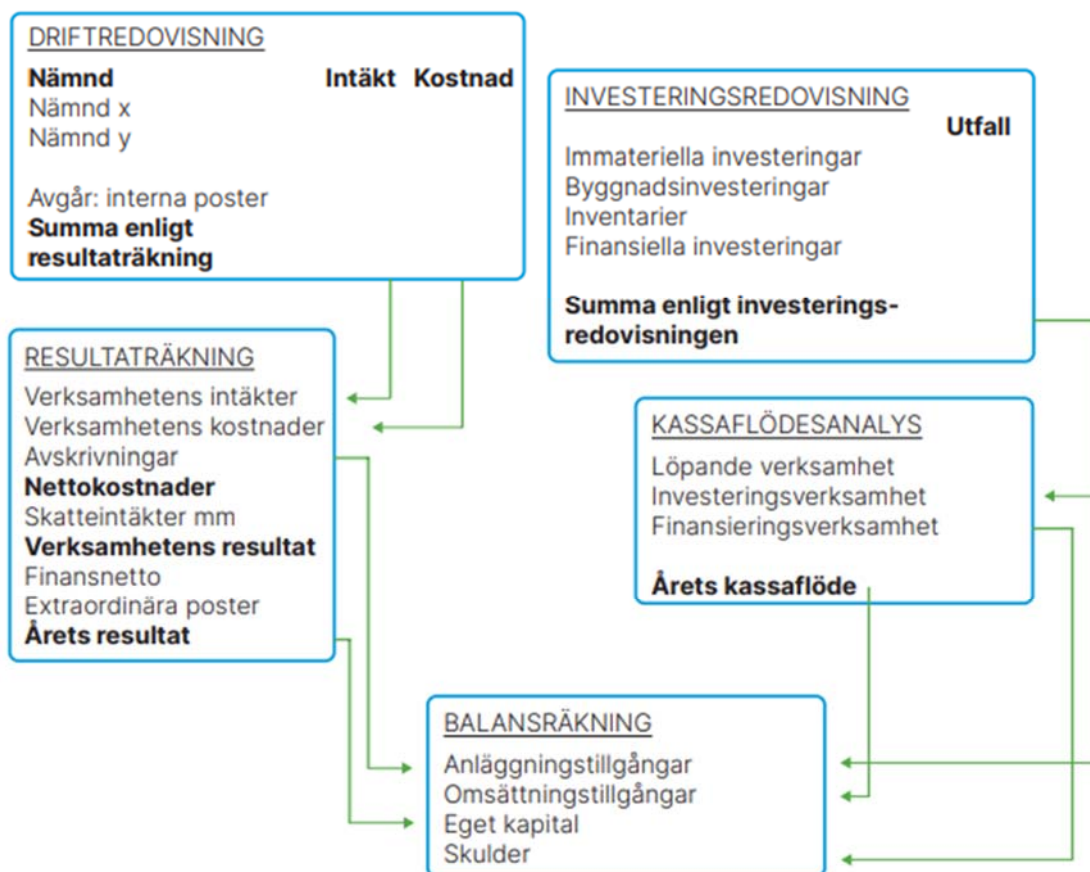 DRIFTREDOVISNING
Nämnd Intäkt Kostnad
Nämnd x
Nämnd y
Avgår: interna poster
Summa enligt
resultaträkning
INVESTERINGSREDOVISNING
Utfall
Immateriella investeringar
Byggnadsinvesteringar
Inventarier
Finansiella investeringar
Summa enligt investerings-
redovisningen
RESULTATRÄKNING
Verksamhetens intäkter
Verksamhetens kostnader
Avskrivningar
Nettokostnader
Skatteintäkter mm
Verksamhetens resultat
Finansnetto
Extraordinära poster
Årets resultat
KASSAFLÖDESANALYS
Löpande verksamhet
Investeringsverksamhet
Finansieringsverksamhet
Årets kassaflöde
BALANSRÄKNING
Anläggningstillgångar
Omsättningstillgångar
Eget kapital
Skulder